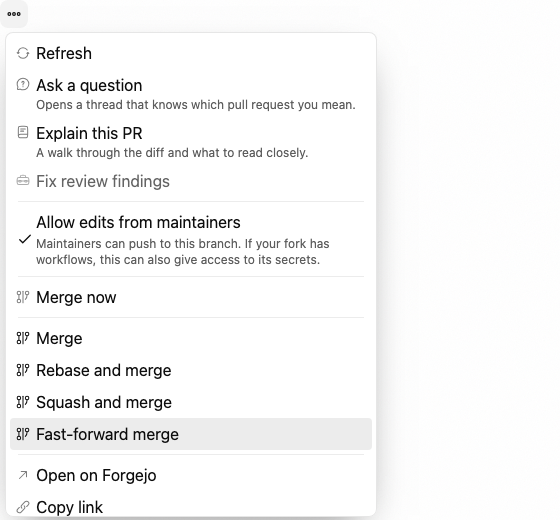 Refresh
Ask a question
Opens a thread that knows which pull request you mean.
Explain this PR
A walk through the diff and what to read closely.
Fix review findings
Allow edits from maintainers
Maintainers can push to this branch. If your fork has
workflows, this can also give access to its secrets.
Merge now
Merge
Rebase and merge
Squash and merge
Fast-forward merge
Open on Forgejo
Copy link